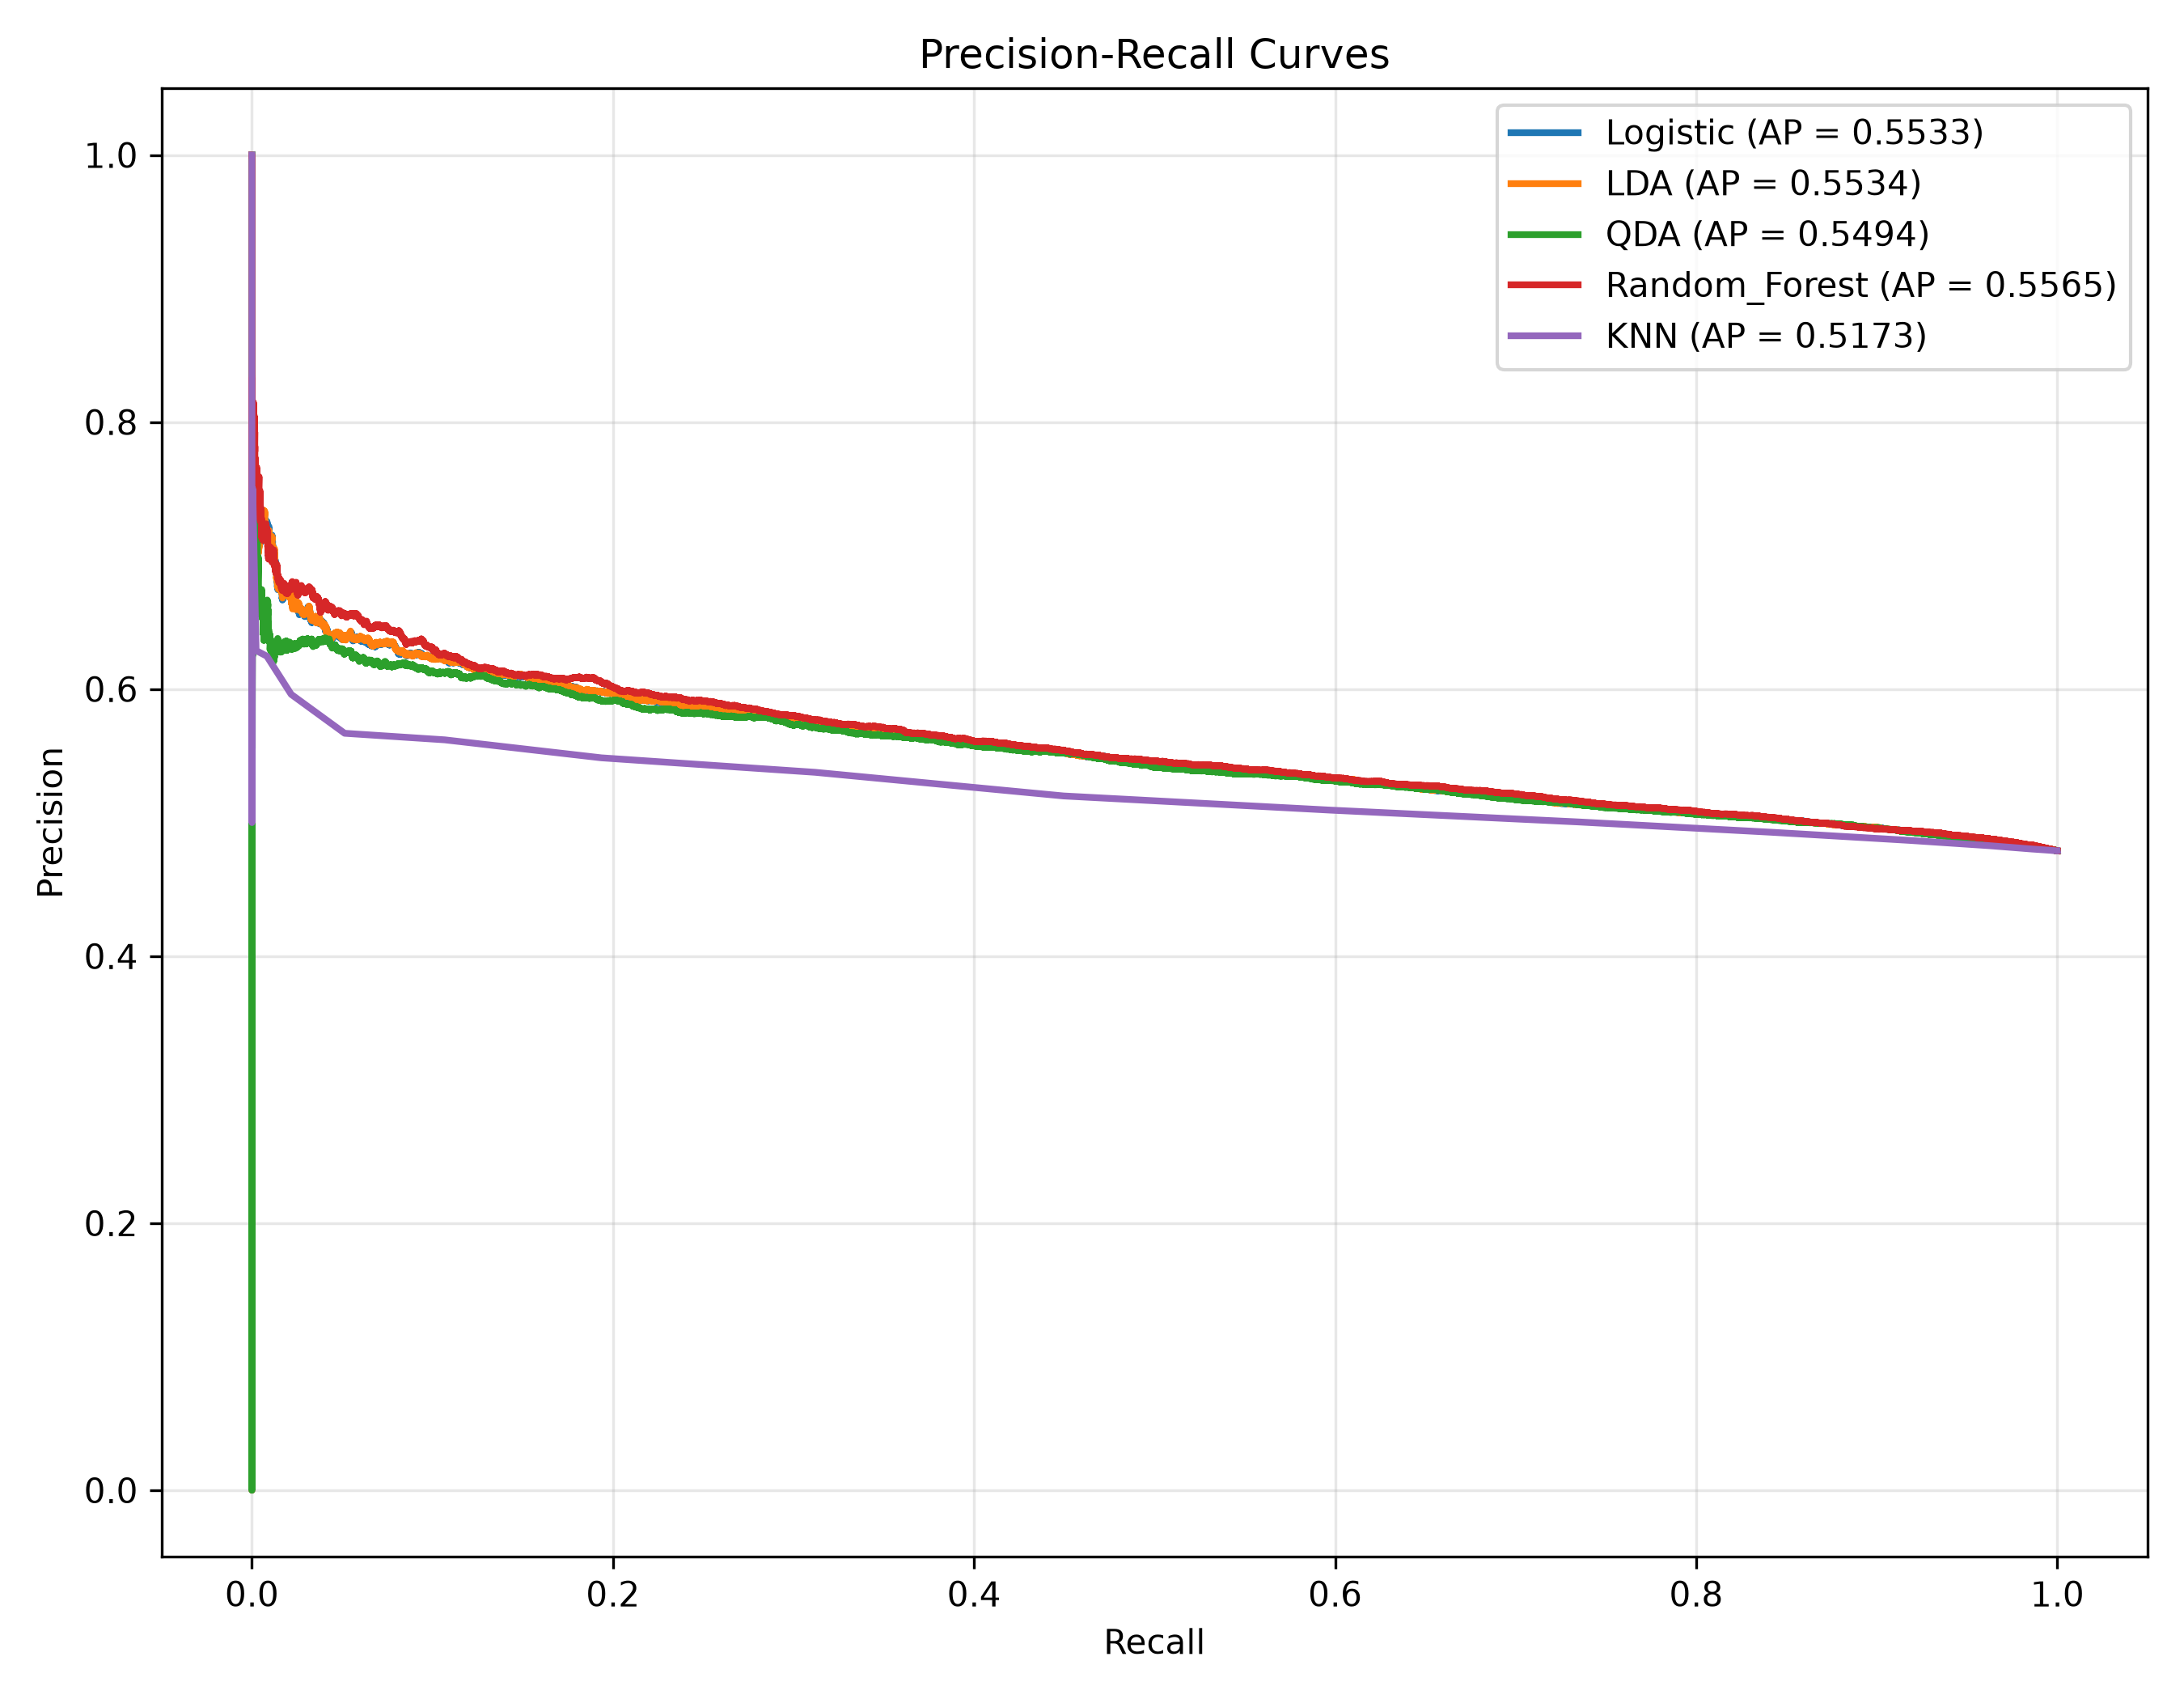 Precision-Recall Curves
Logistic (AP = 0.5533)
LDA (AP = 0.5534)
QDA (AP = 0.5494)
Random_Forest (AP = 0.5565)
KNN (AP = 0.5173)
1.0
0.8
0.6
0.4
0.2
0.0
Precision
0.0 0.2 0.4 0.6 0.8 1.0
Recall